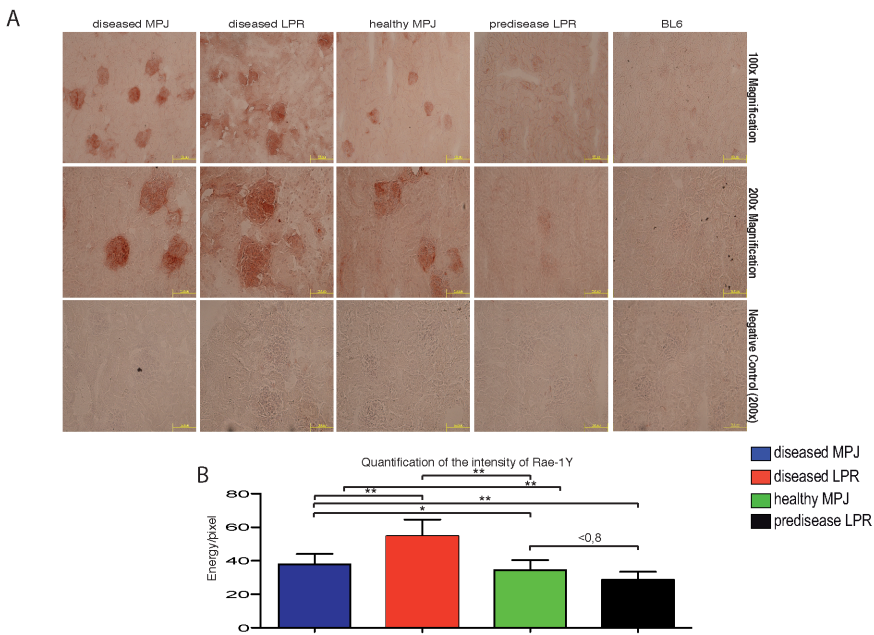 A
diseased MPJ
diseased LPR
healthy MPJ
predisease LPR
BL6
100x Magnification
200x Magnification
Negative Control (200x)
B
Quantification of the intensity of Rae-1Y
Energy/pixel
80
60
40
20
0
**
**
**
**
*
<0,8
diseased MPJ
diseased LPR
healthy MPJ
predisease LPR